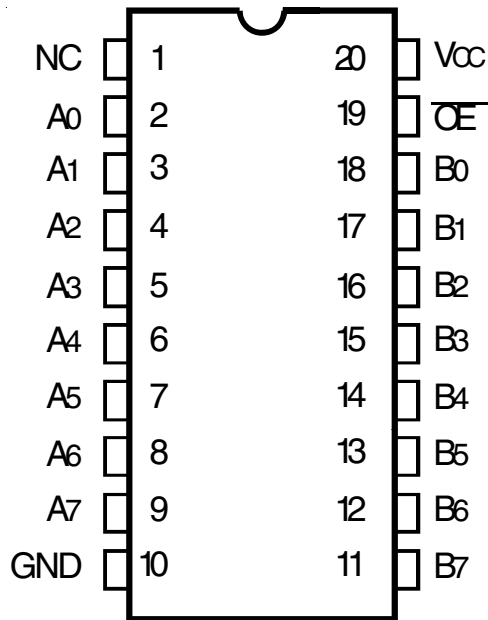 NC 1 20 VCC
A0 2 19 OE
A1 3 18 B0
A2 4 17 B1
A3 5 16 B2
A4 6 15 B3
A5 7 14 B4
A6 8 13 B5
A7 9 12 B6
GND 10 11 B7